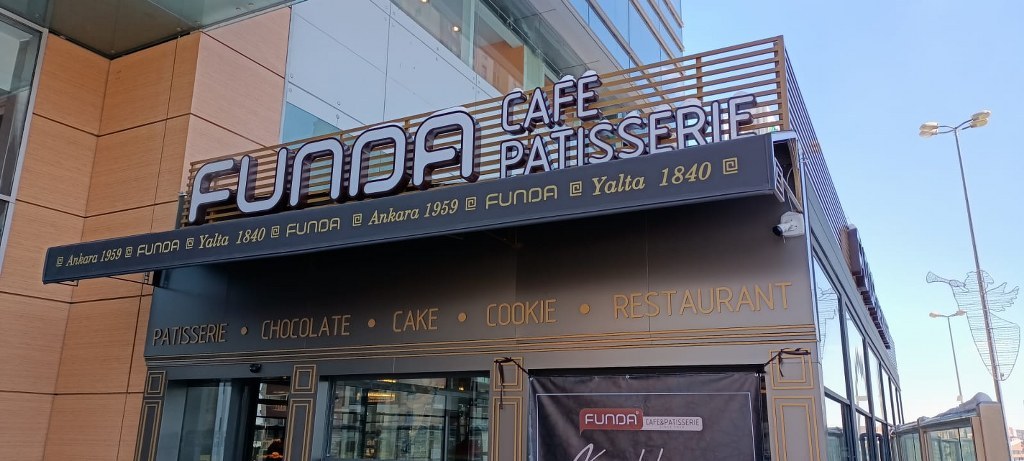 FUNDA CAFÉ
PATISSERIE
Ankara 1959 FUNDA Yalta 1840 FUNDA Ankara 1959 FUNDA Yalta 1840
PATISSERIE • CHOCOLATE • CAKE • COOKIE • RESTAURANT
FUNDA CAFE&PATISSERIE